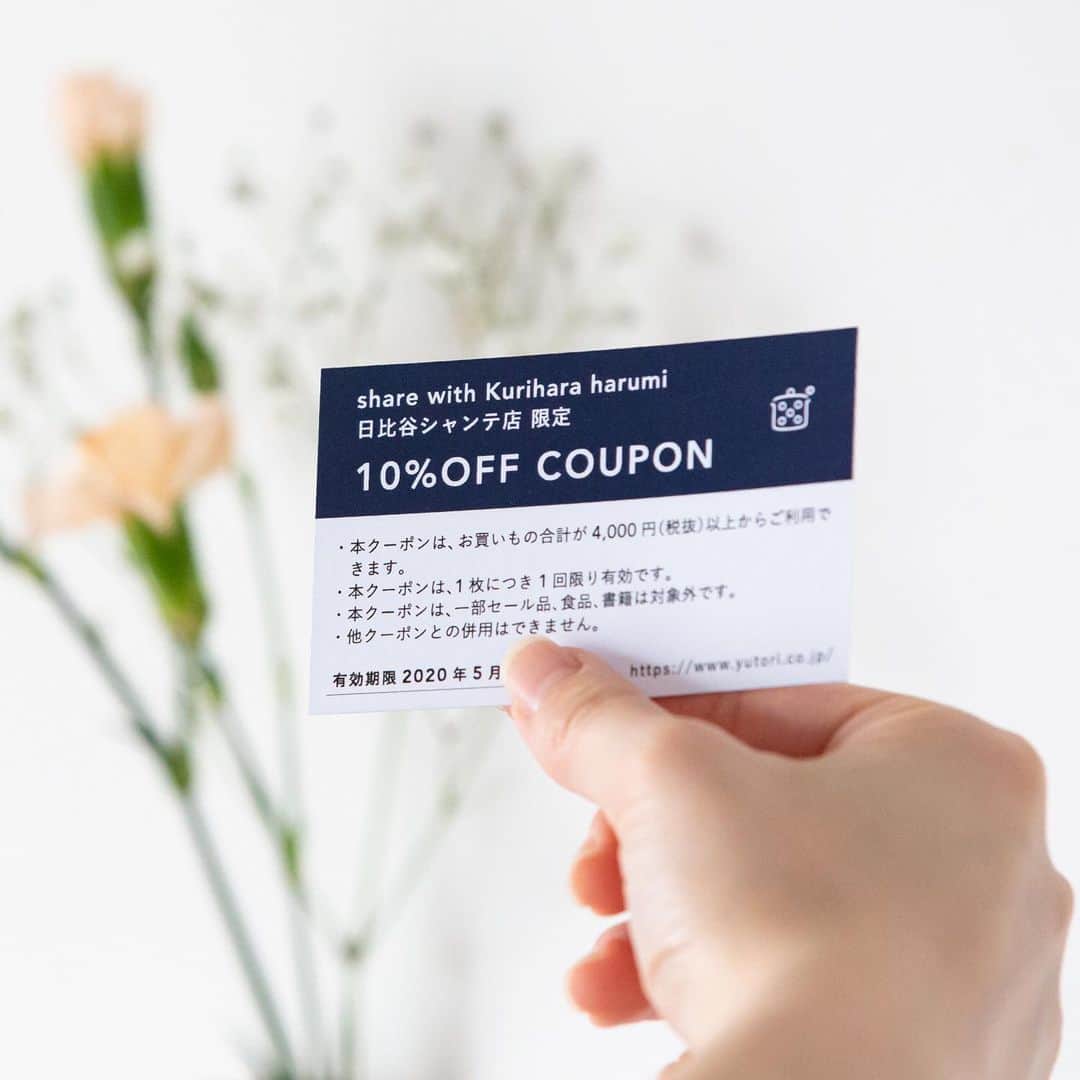 share with Kurihara harumi
日比谷シャンテ店 限定
10%OFF COUPON
・本クーポンは、お買いもの合計が 4,000 円(税抜)以上からご利用で
きます。
・本クーポンは、1 枚につき 1 回限り有効です。
・本クーポンは、一部セール品、食品、書籍は対象外です。
・他クーポンとの併用はできません。
有効期限 2020 年 5 月
https://www.yutori.co.jp/